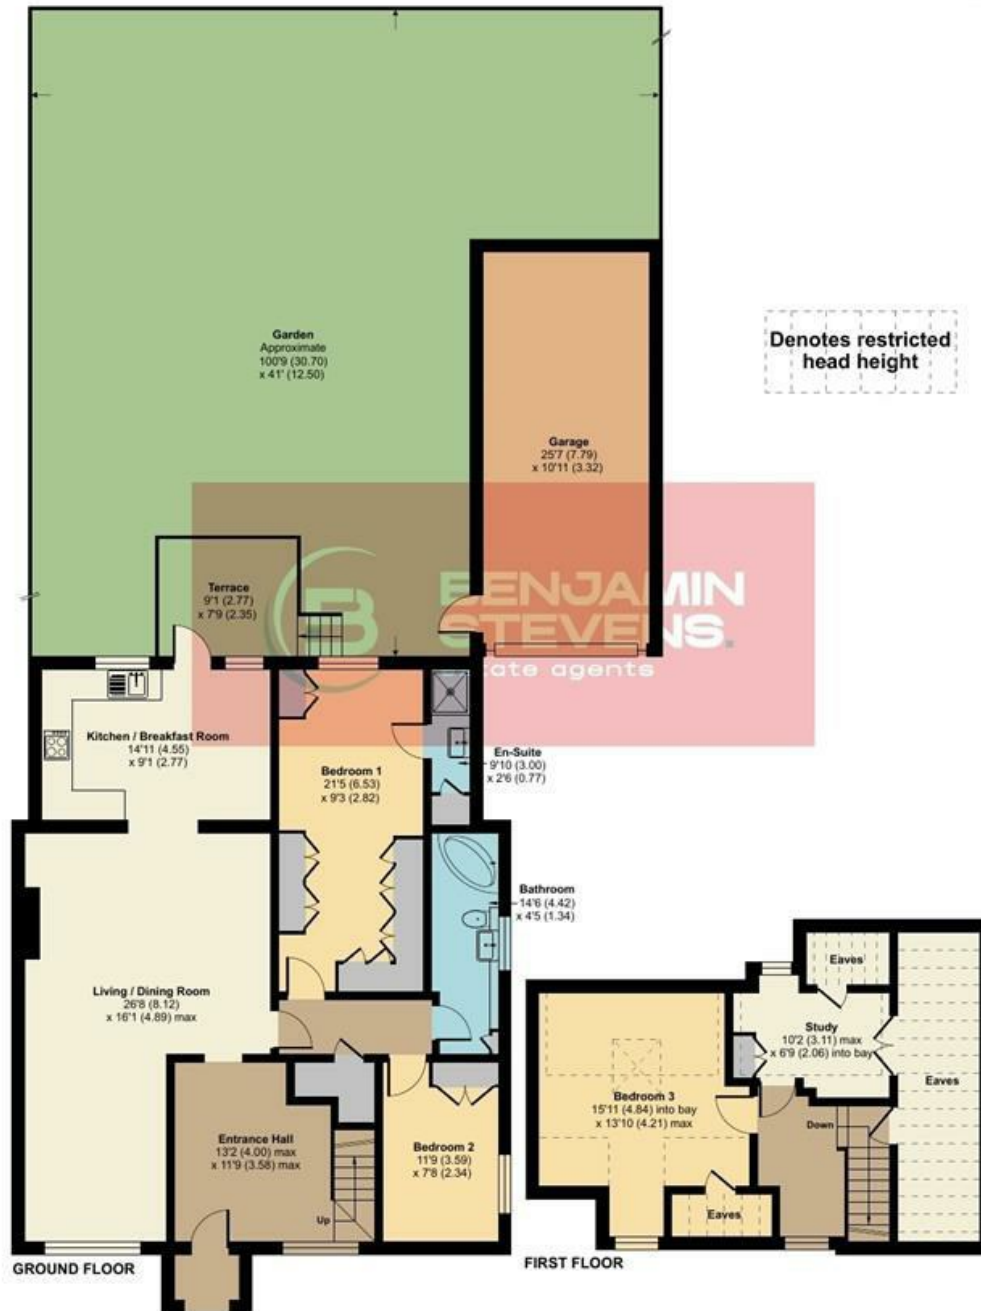 Garden
Approximate
100'9 (30.70)
x 41' (12.50)
Denotes restricted
head height
Garage
25'7 (7.79)
x 10'11 (3.32)
Terrace
9'1 (2.77)
x 7'9 (2.35)
B
BENJAMIN
STEVENS.
estate agents
Kitchen / Breakfast Room
14'11 (4.55)
x 9'1 (2.77)
Bedroom 1
21'5 (6.53)
x 9'3 (2.82)
En-Suite
9'10 (3.00)
x 2'6 (0.77)
Bathroom
14'6 (4.42)
x 4'5 (1.34)
Living / Dining Room
26'8 (8.12)
x 16'1 (4.89) max
Entrance Hall
13'2 (4.00) max
x 11'9 (3.58) max
Up
Bedroom 2
11'9 (3.59)
x 7'8 (2.34)
GROUND FLOOR
Eaves
Study
10'2 (3.11) max
x 6'9 (2.06) into bay
Eaves
Bedroom 3
15'11 (4.84) into bay
x 13'10 (4.21) max
Down
Eaves
FIRST FLOOR